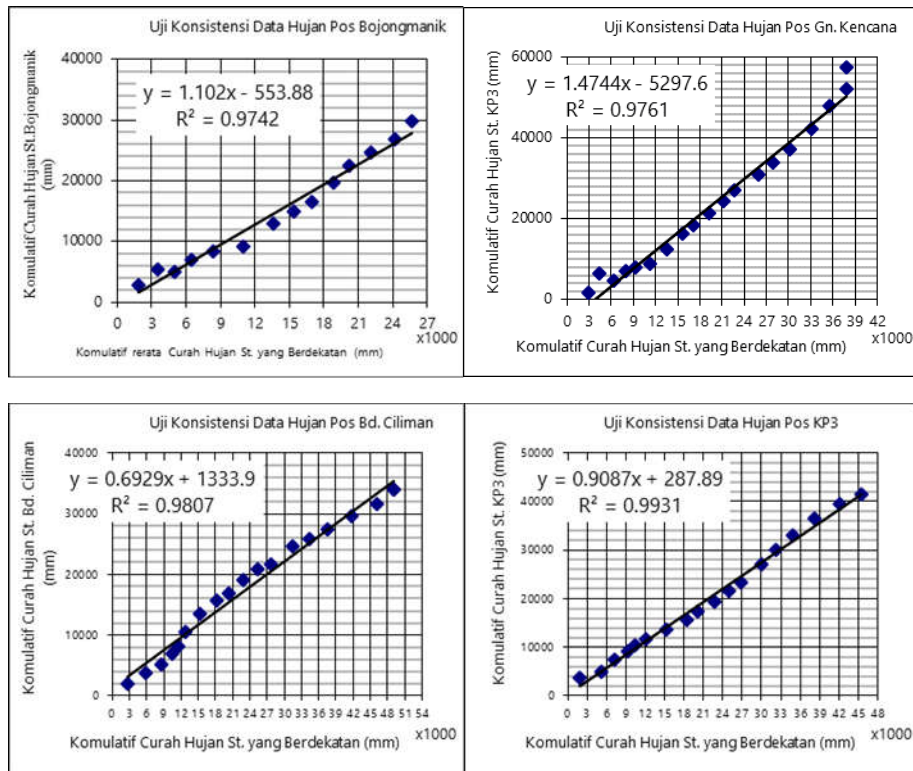 Uji Konsistensi Data Hujan Pos Bojongmanik
Komulatif Curah Hujan St.Bojongmanik
(mm)
40000
30000
20000
10000
0
y = 1.102x - 553.88
R² = 0.9742
0 3 6 9 12 15 18 21 24 27
x1000
Komulatif rerata Curah Hujan St. yang Berdekatan (mm)
Uji Konsistensi Data Hujan Pos Gn. Kencana
Komulatif Curah Hujan St. KP3 (mm)
60000
40000
20000
0
y = 1.4744x - 5297.6
R² = 0.9761
0 3 6 9 12 15 18 21 24 27 30 33 36 39 42
x1000
Komulatif Curah Hujan St. yang Berdekatan (mm)
Uji Konsistensi Data Hujan Pos Bd. Ciliman
Komulatif Curah Hujan St. Bd. Ciliman
(mm)
40000
30000
20000
10000
0
y = 0.6929x + 1333.9
R² = 0.9807
0 3 6 9 12 15 18 21 24 27 30 33 36 39 42 45 48 51 54
x1000
Komulatif Curah Hujan St. yang Berdekatan (mm)
Uji Konsistensi Data Hujan Pos KP3
Komulatif Curah Hujan St. KP3 (mm)
50000
40000
30000
20000
10000
0
y = 0.9087x + 287.89
R² = 0.9931
0 3 6 9 12 15 18 21 24 27 30 33 36 39 42 45 48
x1000
Komulatif Curah Hujan St. yang Berdekatan (mm)